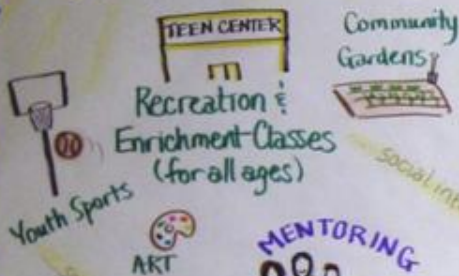 TEEN CENTER
Community
Gardens
Recreation &
Enrichment Classes
(for all ages)
Youth Sports
ART
MENTORING